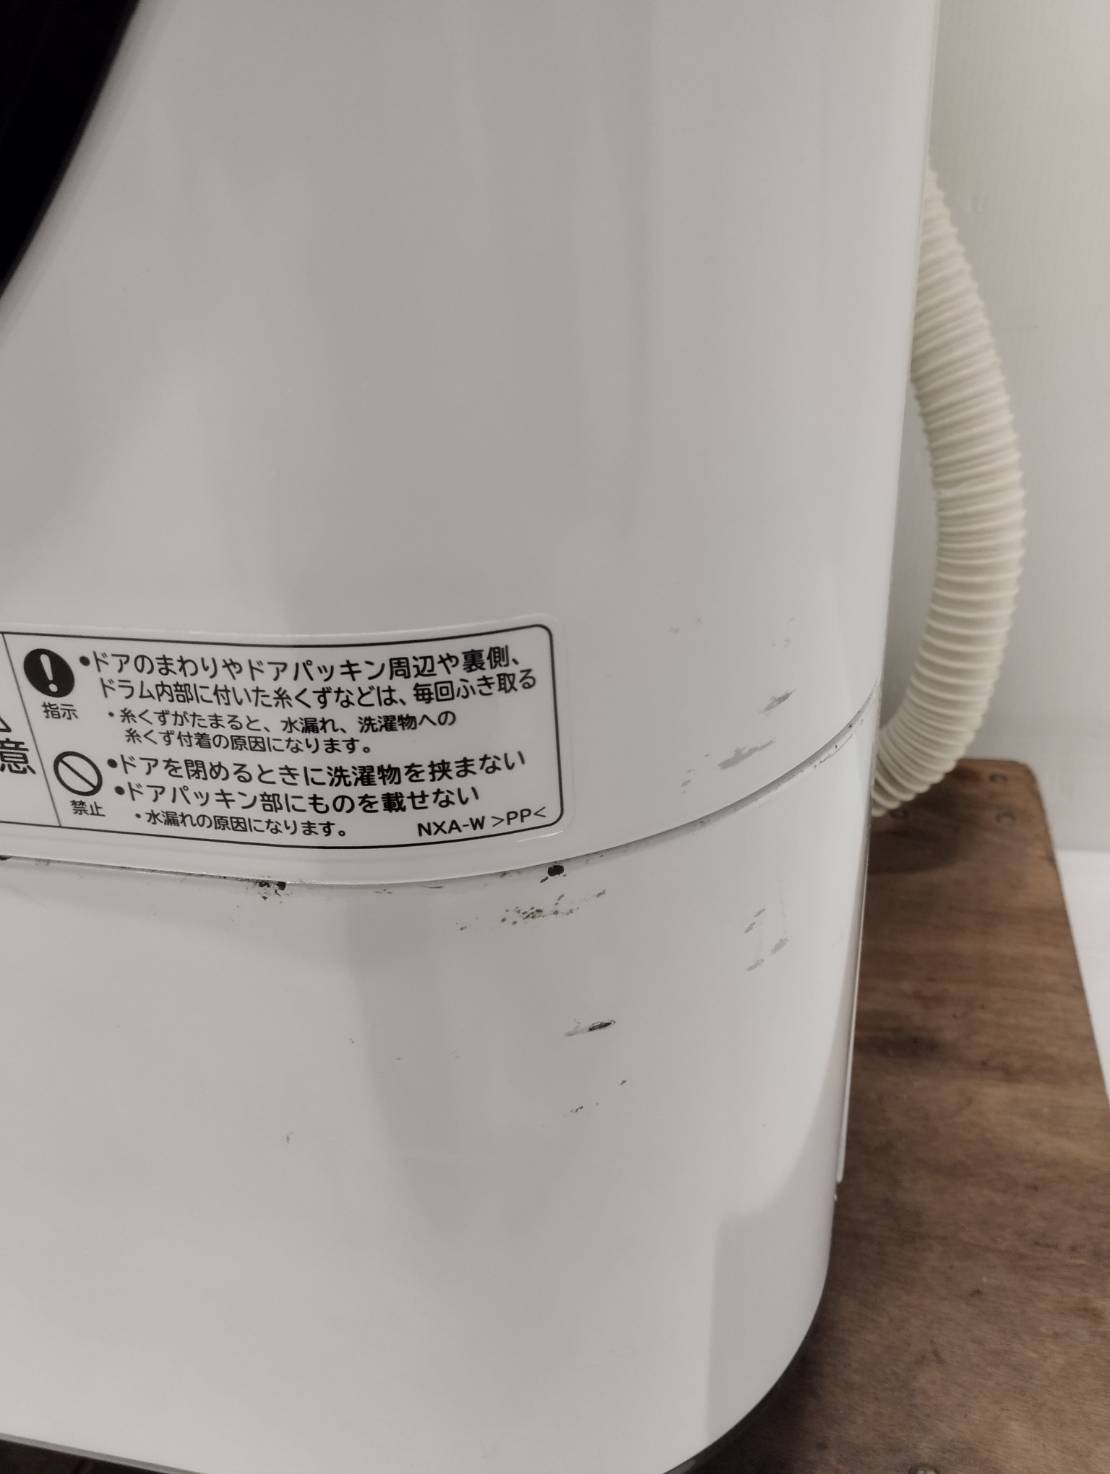 意
指示
•ドアのまわりやドアパッキン周辺や裏側、
ドラム内部に付いた糸くずなどは、毎回ふき取る
・糸くずがたまると、水漏れ、洗濯物への
糸くず付着の原因になります。
禁止
•ドアを閉めるときに洗濯物を挟まない
•ドアパッキン部にものを載せない
・水漏れの原因になります。
NXA-W >PP<